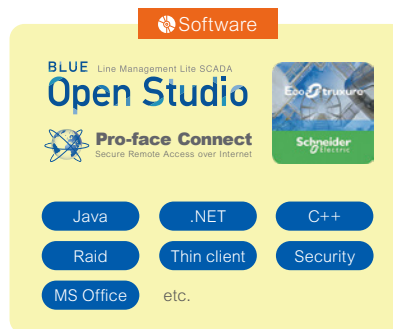 Software
BLUE Line Management Lite SCADA
Open Studio
Pro-face Connect
Secure Remote Access over Internet
EcoStruxure
Schneider
Electric
Java .NET C++
Raid Thin client Security
MS Office etc.